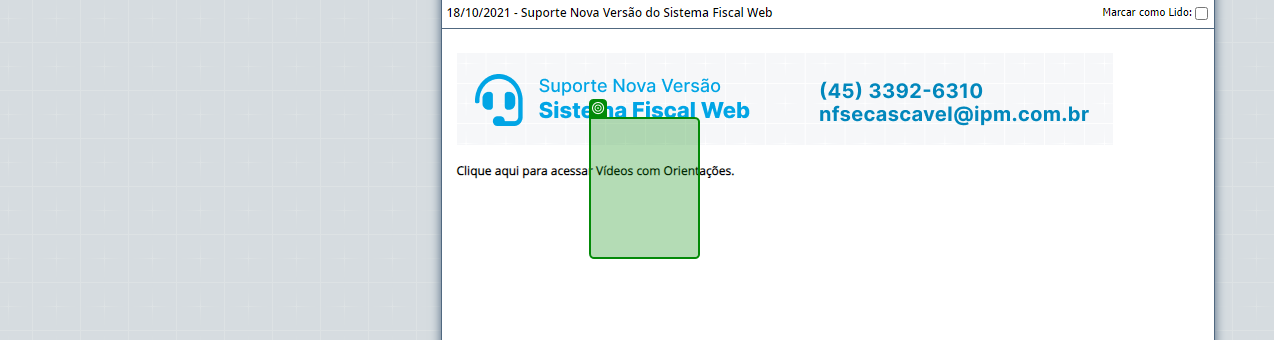 18/10/2021 - Suporte Nova Versão do Sistema Fiscal Web
Marcar como Lido:
Suporte Nova Versão
Sistema Fiscal Web
(45) 3392-6310
nfsecascavel@ipm.com.br
Clique aqui para acessar Vídeos com Orientações.